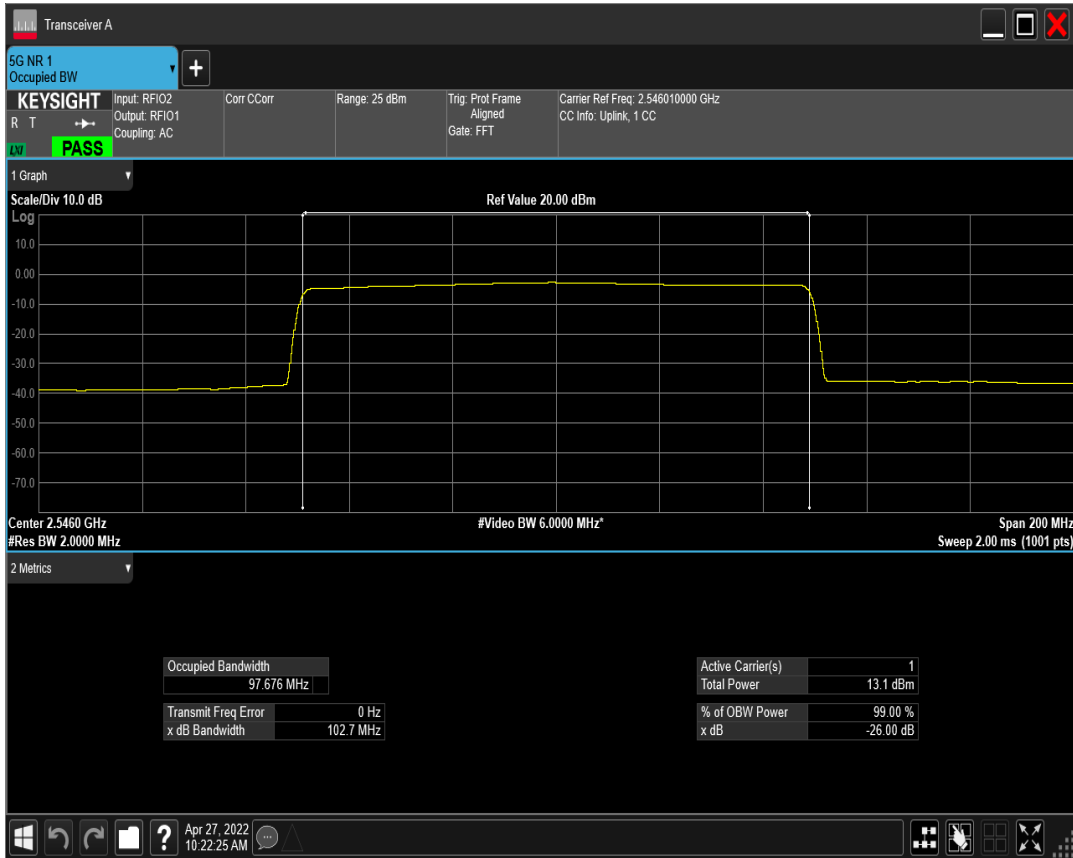 Transceiver A
5G NR 1
Occupied BW
KEYSIGHT
R T
LXI
PASS
Input: RFIO2
Output: RFIO1
Coupling: AC
Corr CCorr
Range: 25 dBm
Trig: Prot Frame
Aligned
Gate: FFT
Carrier Ref Freq: 2.546010000 GHz
CC Info: Uplink, 1 CC
1 Graph
Scale/Div 10.0 dB
Ref Value 20.00 dBm
Log
10.0
0.00
-10.0
-20.0
-30.0
-40.0
-50.0
-60.0
-70.0
Center 2.5460 GHz
#Video BW 6.0000 MHz*
Span 200 MHz
#Res BW 2.0000 MHz
Sweep 2.00 ms (1001 pts)
2 Metrics
Occupied Bandwidth
97.676 MHz
Transmit Freq Error 0 Hz
x dB Bandwidth 102.7 MHz
Active Carrier(s) 1
Total Power 13.1 dBm
% of OBW Power 99.00 %
x dB -26.00 dB
?
Apr 27, 2022
10:22:25 AM